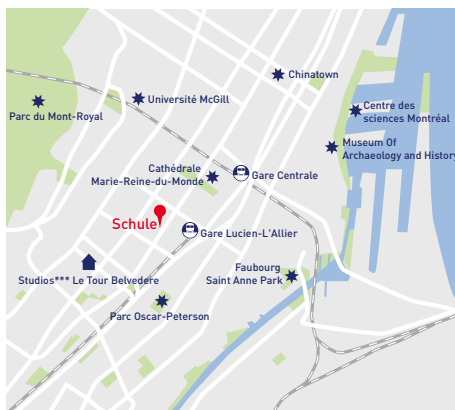 Chinatown
Université McGill
Parc du Mont-Royal
Centre des
sciences Montréal
Museum Of
Archaeology and History
Cathédrale
Marie-Reine-du-Monde
Gare Centrale
Schule
Gare Lucien-L'Allier
Studios*** Le Tour Belvedere
Faubourg
Saint Anne Park
Parc Oscar-Peterson